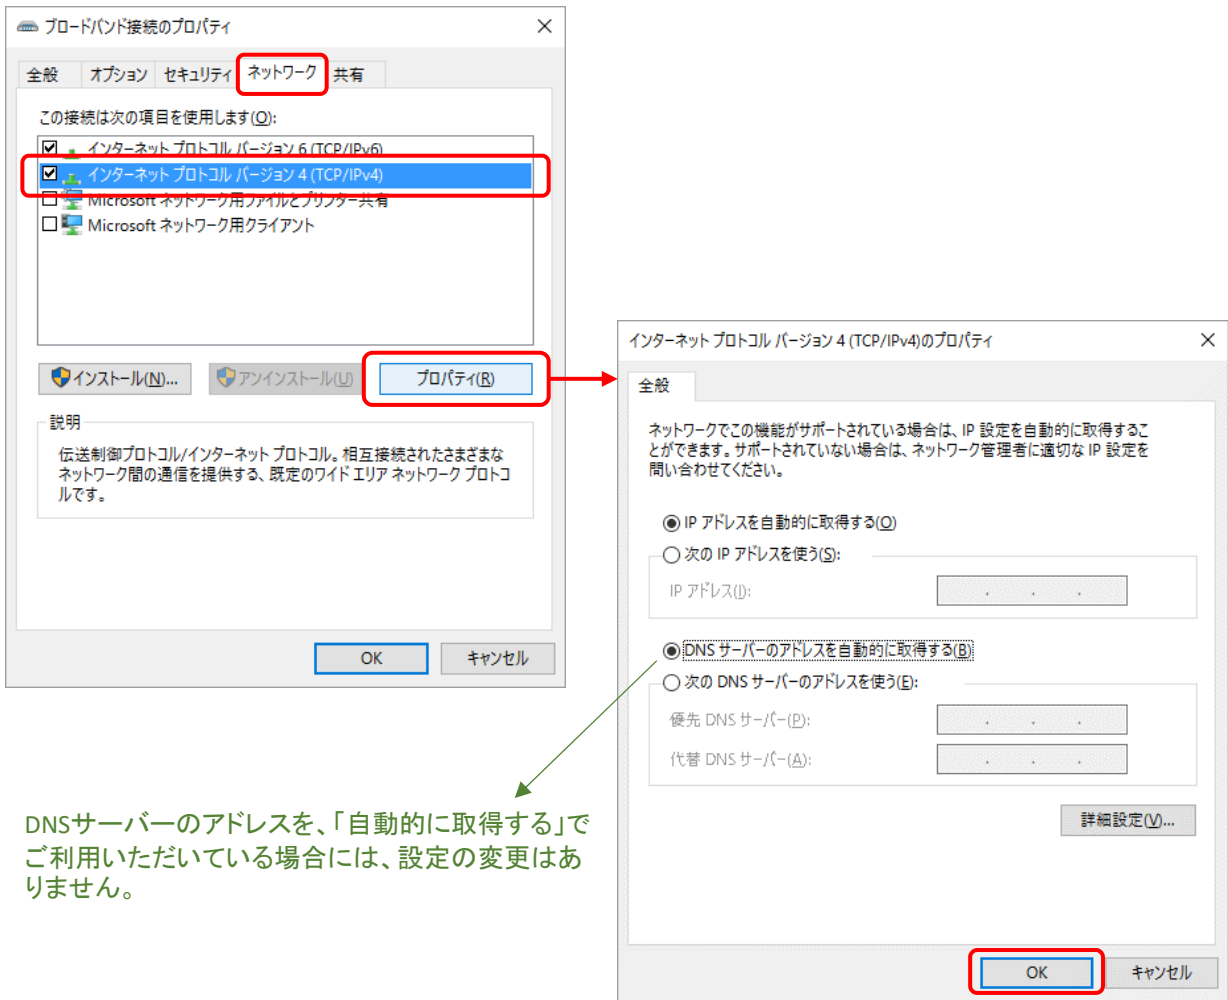 ブロードバンド接続のプロパティ
全般 オプション セキュリティ ネットワーク 共有
この接続は次の項目を使用します(O):
インターネット プロトコル バージョン 6 (TCP/IPv6)
インターネット プロトコル バージョン 4 (TCP/IPv4)
Microsoft ネットワーク用ファイルとプリンター共有
Microsoft ネットワーク用クライアント
インストール(N)... アンインストール(U) プロパティ(R)
説明
伝送制御プロトコル/インターネット プロトコル。相互接続されたさまざまな
ネットワーク間の通信を提供する、既定のワイド エリア ネットワーク プロトコ
ルです。
OK キャンセル
インターネット プロトコル バージョン 4 (TCP/IPv4)のプロパティ
全般
ネットワークでこの機能がサポートされている場合は、IP 設定を自動的に取得するこ
とができます。サポートされていない場合は、ネットワーク管理者に適切な IP 設定を
問い合わせてください。
IP アドレスを自動的に取得する(O)
次の IP アドレスを使う(S):
IP アドレス(I):
DNS サーバーのアドレスを自動的に取得する(B)
次の DNS サーバーのアドレスを使う(E):
優先 DNS サーバー(P):
代替 DNS サーバー(A):
詳細設定(V)...
OK キャンセル
DNSサーバーのアドレスを、「自動的に取得する」で
ご利用いただいている場合には、設定の変更はあ
りません。